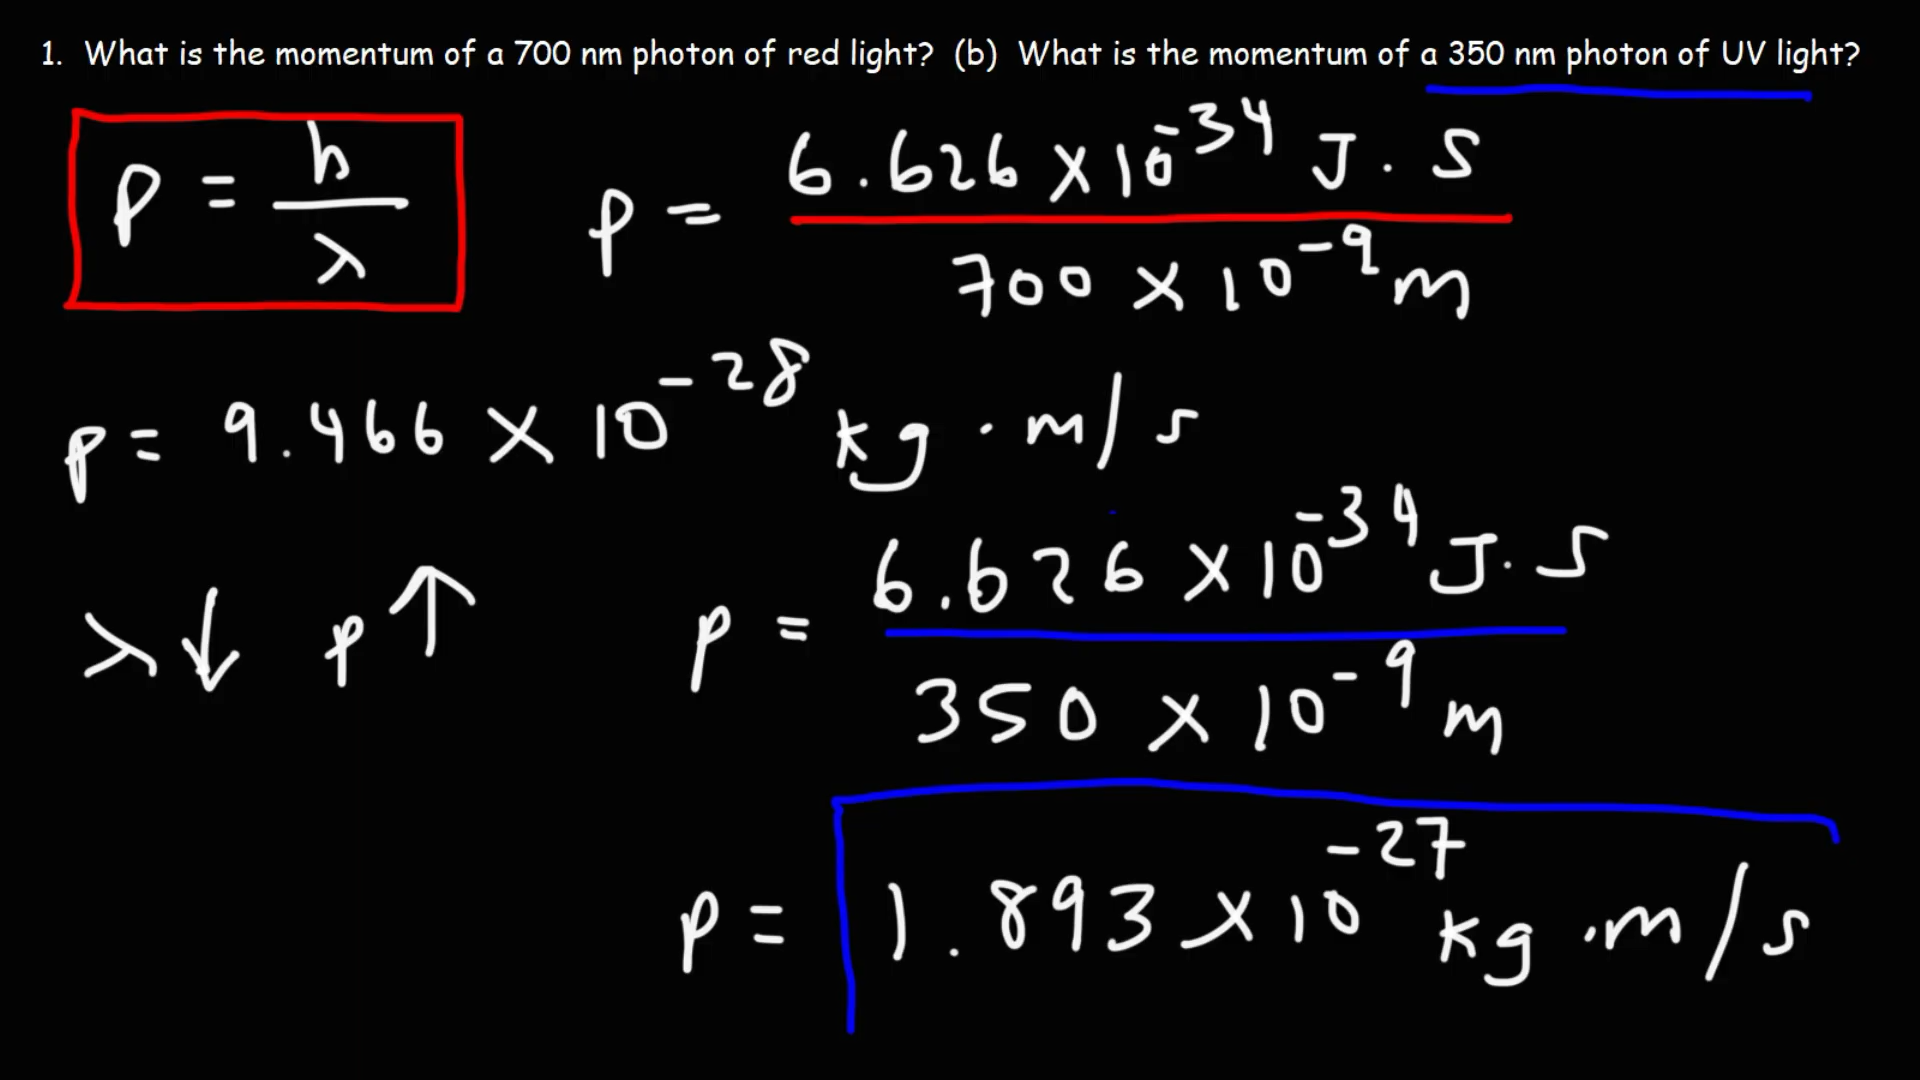 1. What is the momentum of a 700 nm photon of red light? (b) What is the momentum of a 350 nm photon of UV light?
p = h/λ
p = 6.626 x 10^-34 J·s / 700 x 10^-9 m
p = 9.466 x 10^-28 kg·m/s
λ↓ p↑
p = 6.626 x 10^-34 J·s / 350 x 10^-9 m
p = 1.893 x 10^-27 kg·m/s